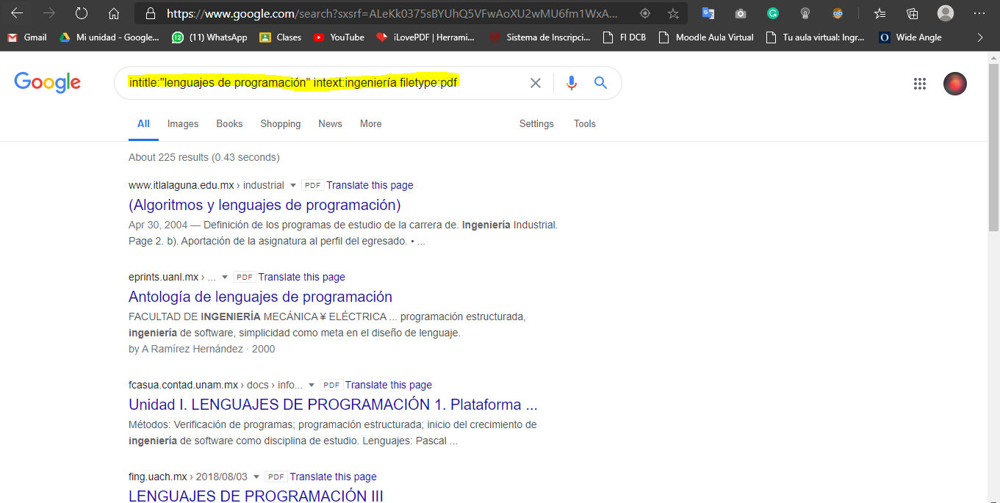 https://www.google.com/search?sxsrf=ALeKk0375sBYUhQ5VFwAoXU2wMU6fm1WxA...
Gmail Mi unidad - Google... (11) WhatsApp Clases YouTube iLovePDF | Herrami... Sistema de Inscripci... FI DCB Moodle Aula Virtual Tu aula virtual: Ingr... Wide Angle
Google intitle:"lenguajes de programación" intext:ingeniería filetype:pdf
All Images Books Shopping News More Settings Tools
About 225 results (0.43 seconds)
www.itlalaguna.edu.mx › industrial PDF Translate this page
(Algoritmos y lenguajes de programación)
Apr 30, 2004 — Definición de los programas de estudio de la carrera de. Ingeniería Industrial.
Page 2. b). Aportación de la asignatura al perfil del egresado. • ...
eprints.uanl.mx › ... PDF Translate this page
Antología de lenguajes de programación
FACULTAD DE INGENIERÍA MECÁNICA ¥ ELÉCTRICA ... programación estructurada,
ingeniería de software, simplicidad como meta en el diseño de lenguaje.
by A Ramírez Hernández · 2000
fcasua.contad.unam.mx › docs › info... PDF Translate this page
Unidad I. LENGUAJES DE PROGRAMACIÓN 1. Plataforma ...
Métodos: Verificación de programas; programación estructurada; inicio del crecimiento de
ingeniería de software como disciplina de estudio. Lenguajes: Pascal ...
fing.uach.mx › 2018/08/03 PDF Translate this page
LENGUAJES DE PROGRAMACIÓN III